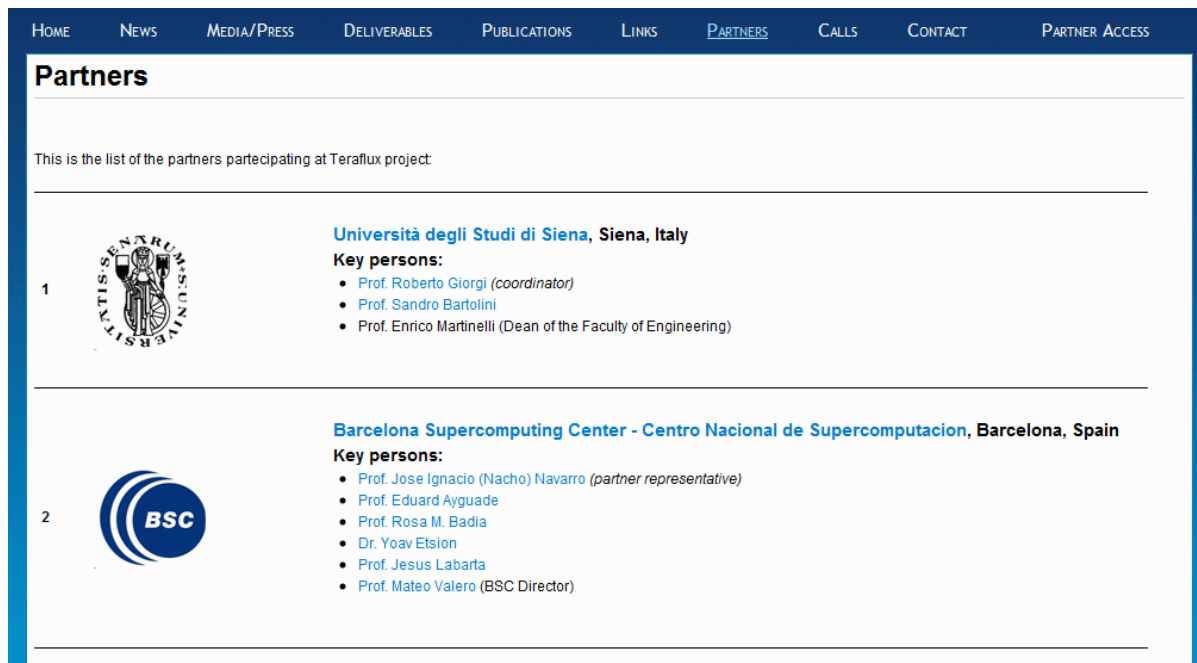 Home News Media/Press Deliverables Publications Links Partners Calls Contact Partner Access
Partners
This is the list of the partners partecipating at Teraflux project:
1
Università degli Studi di Siena, Siena, Italy
Key persons:
• Prof. Roberto Giorgi (coordinator)
• Prof. Sandro Bartolini
• Prof. Enrico Martinelli (Dean of the Faculty of Engineering)
2
BSC
Barcelona Supercomputing Center - Centro Nacional de Supercomputacion, Barcelona, Spain
Key persons:
• Prof. Jose Ignacio (Nacho) Navarro (partner representative)
• Prof. Eduard Ayguade
• Prof. Rosa M. Badia
• Dr. Yoav Etsion
• Prof. Jesus Labarta
• Prof. Mateo Valero (BSC Director)